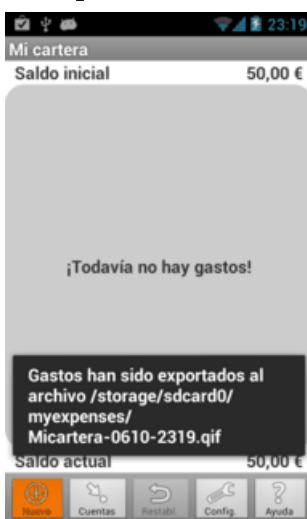 23:19
Mi cartera
Saldo inicial 50,00 €
¡Todavía no hay gastos!
Gastos han sido exportados al
archivo /storage/sdcard0/
myexpenses/
Micartera-0610-2319.qif
Saldo actual 50,00 €
Nuevo Cuentas Restabl. Config. Ayuda